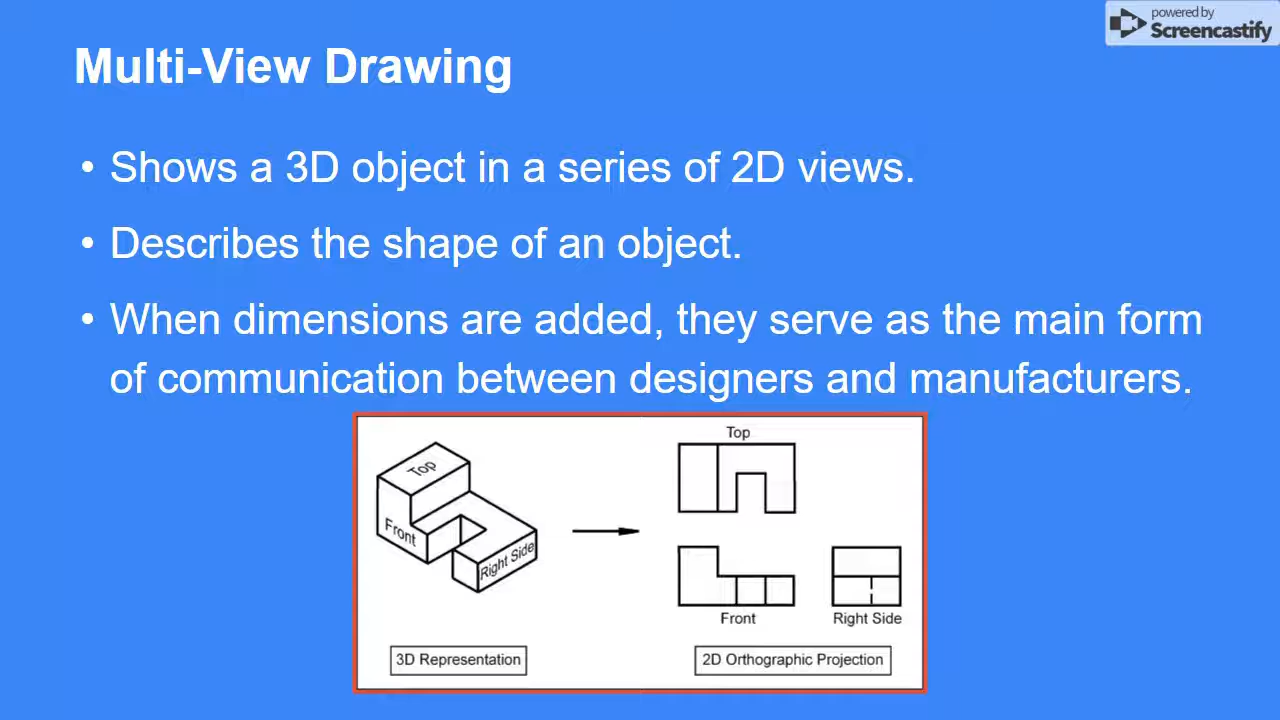 powered by
Screencastify
Multi-View Drawing
• Shows a 3D object in a series of 2D views.
• Describes the shape of an object.
• When dimensions are added, they serve as the main form
of communication between designers and manufacturers.
Top
Front
Right Side
3D Representation
Top
Front
Right Side
2D Orthographic Projection